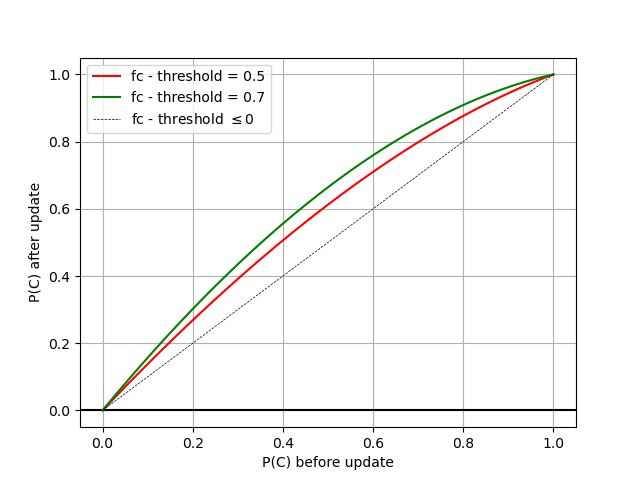 fc - threshold = 0.5
fc - threshold = 0.7
fc - threshold ≤0
1.0
0.8
0.6
0.4
0.2
0.0
P(C) after update
0.0 0.2 0.4 0.6 0.8 1.0
P(C) before update